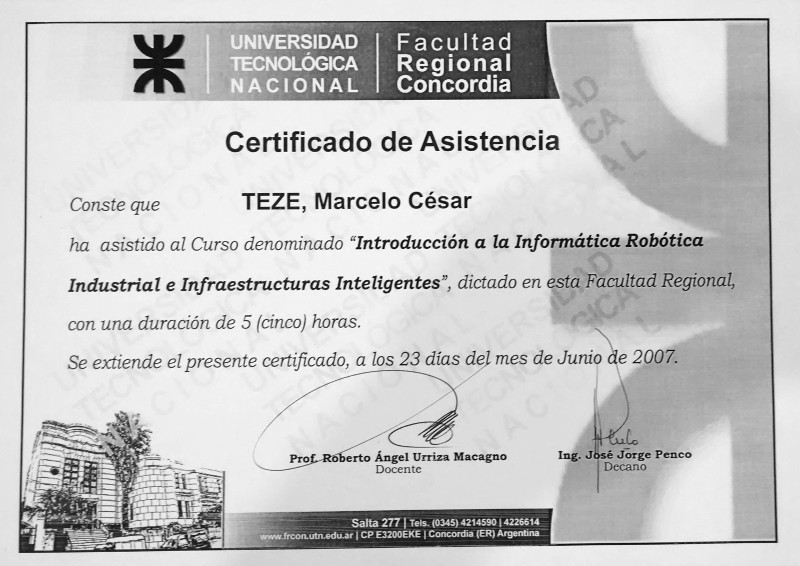 UNIVERSIDAD
TECNOLÓGICA
NACIONAL
Facultad
Regional
Concordia
Certificado de Asistencia
Conste que TEZE, Marcelo César
ha asistido al Curso denominado “Introducción a la Informática Robótica
Industrial e Infraestructuras Inteligentes”, dictado en esta Facultad Regional,
con una duración de 5 (cinco) horas.
Se extiende el presente certificado, a los 23 días del mes de Junio de 2007.
Prof. Roberto Ángel Urriza Macagno
Docente
Ing. José Jorge Penco
Decano
Salta 277 | Tels. (0345) 4214590 | 4226614
www.frcon.utn.edu.ar | CP E3200EKE | Concordia (ER) Argentina